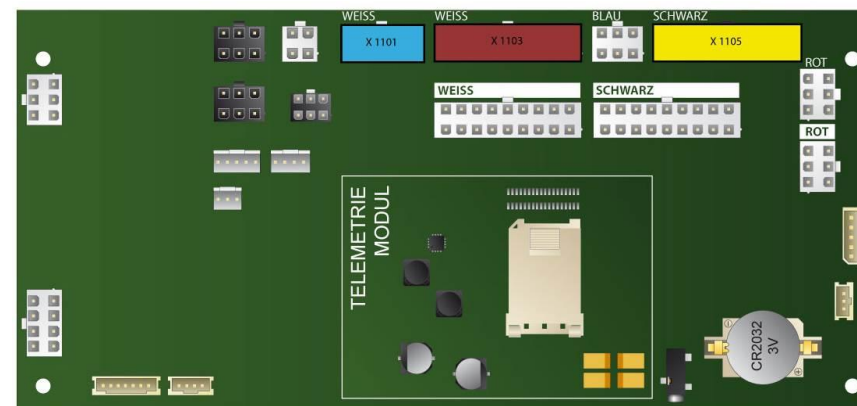 WEISS
WEISS
BLAU
SCHWARZ
X 1101
X 1103
X 1105
ROT
WEISS
SCHWARZ
ROT
TELEMETRIE
MODUL
CR2032
3V